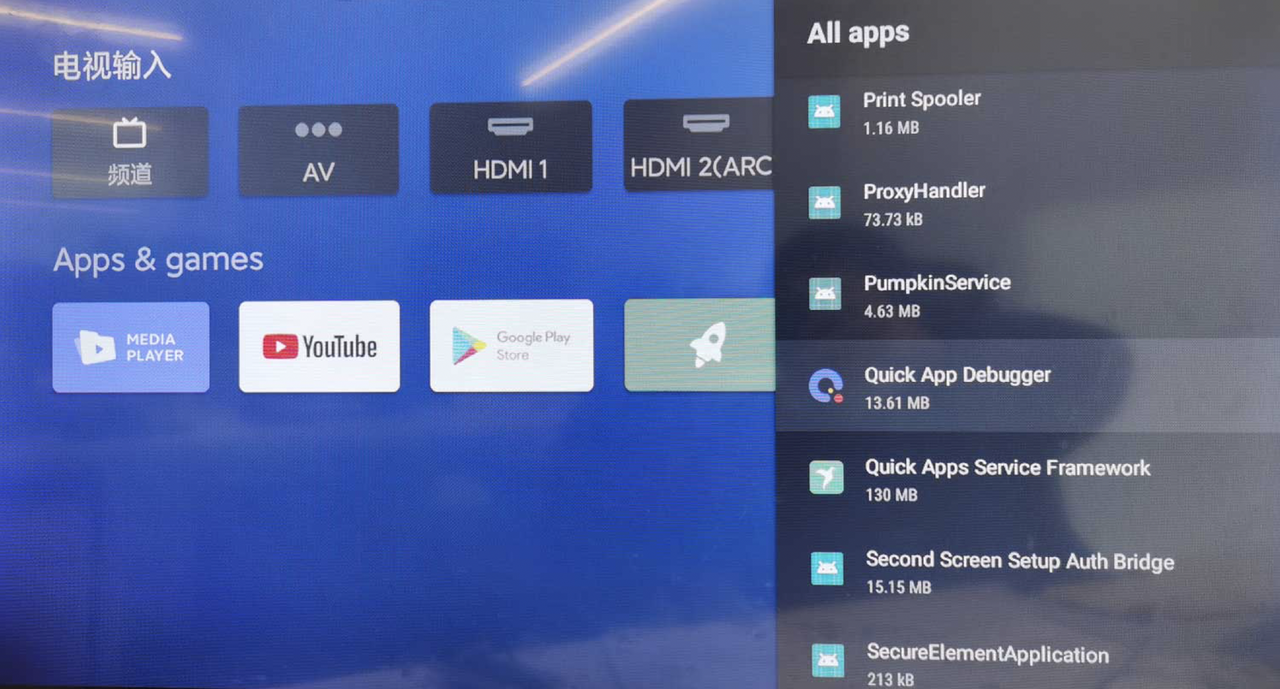 电视输入
频道
AV
HDMI 1
HDMI 2(ARC
Apps & games
MEDIA
PLAYER
YouTube
Google Play
Store
All apps
Print Spooler
1.16 MB
ProxyHandler
73.73 kB
PumpkinService
4.63 MB
Quick App Debugger
13.61 MB
Quick Apps Service Framework
130 MB
Second Screen Setup Auth Bridge
15.15 MB
SecureElementApplication
213 kB